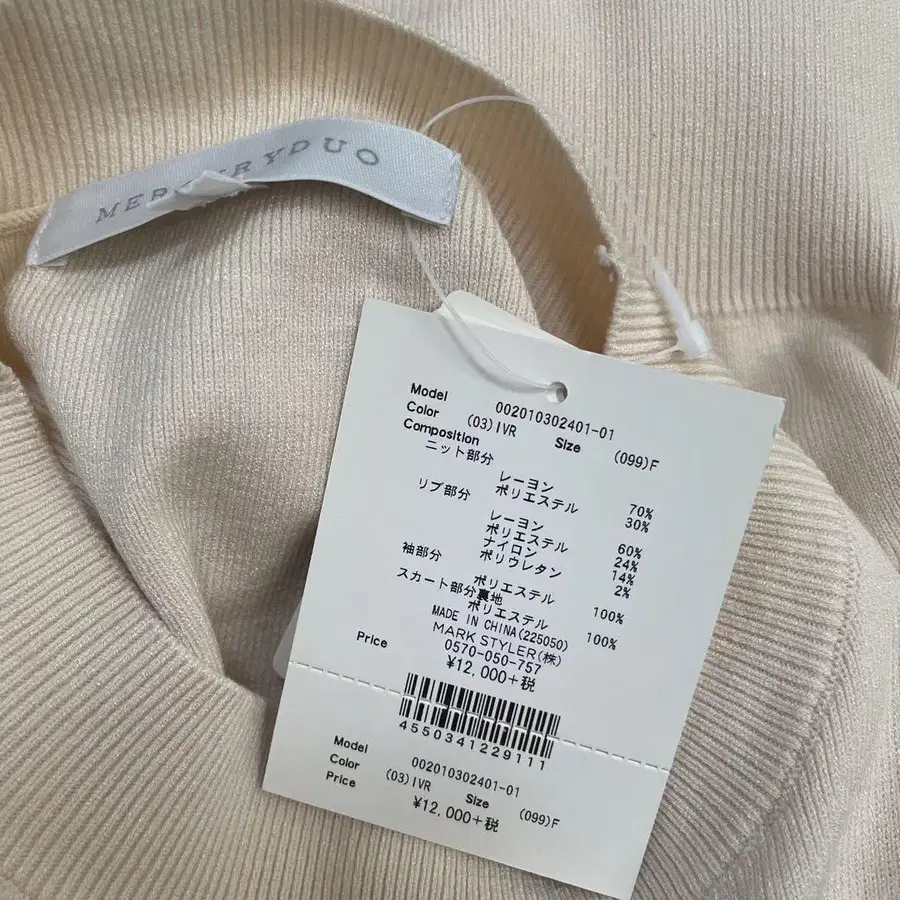 MERCURYDUO
Model 002010302401-01
Color (03)IVR Size (099)F
Composition
ニット部分
レーヨン 70%
ポリエステル 30%
リブ部分
レーヨン 60%
ポリエステル 24%
ナイロン 14%
ポリウレタン 2%
袖部分
ポリエステル 100%
スカート部分裏地
ポリエステル 100%
MADE IN CHINA(225050)
MARK STYLER(株)
0570-050-757
Price ¥12,000+税
4550341229111
Model 002010302401-01
Color (03)IVR Size (099)F
Price ¥12,000+税